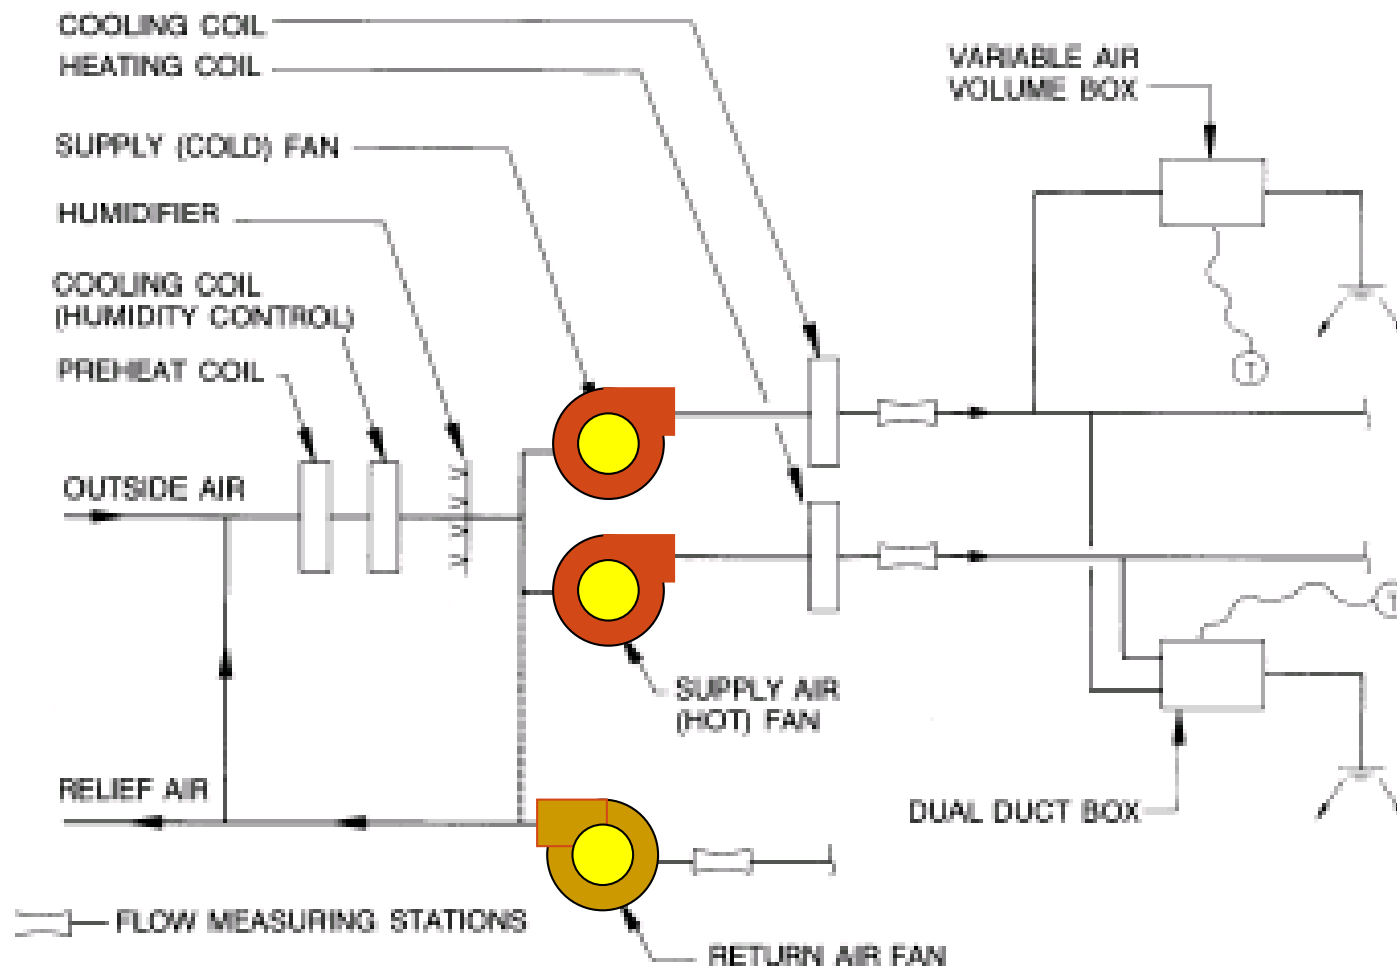 COOLING COIL
HEATING COIL
SUPPLY (COLD) FAN
HUMIDIFIER
COOLING COIL
(HUMIDITY CONTROL)
PREHEAT COIL
OUTSIDE AIR
RELIEF AIR
FLOW MEASURING STATIONS
VARIABLE AIR
VOLUME BOX
T
T
SUPPLY AIR
(HOT) FAN
DUAL DUCT BOX
RETURN AIR FAN